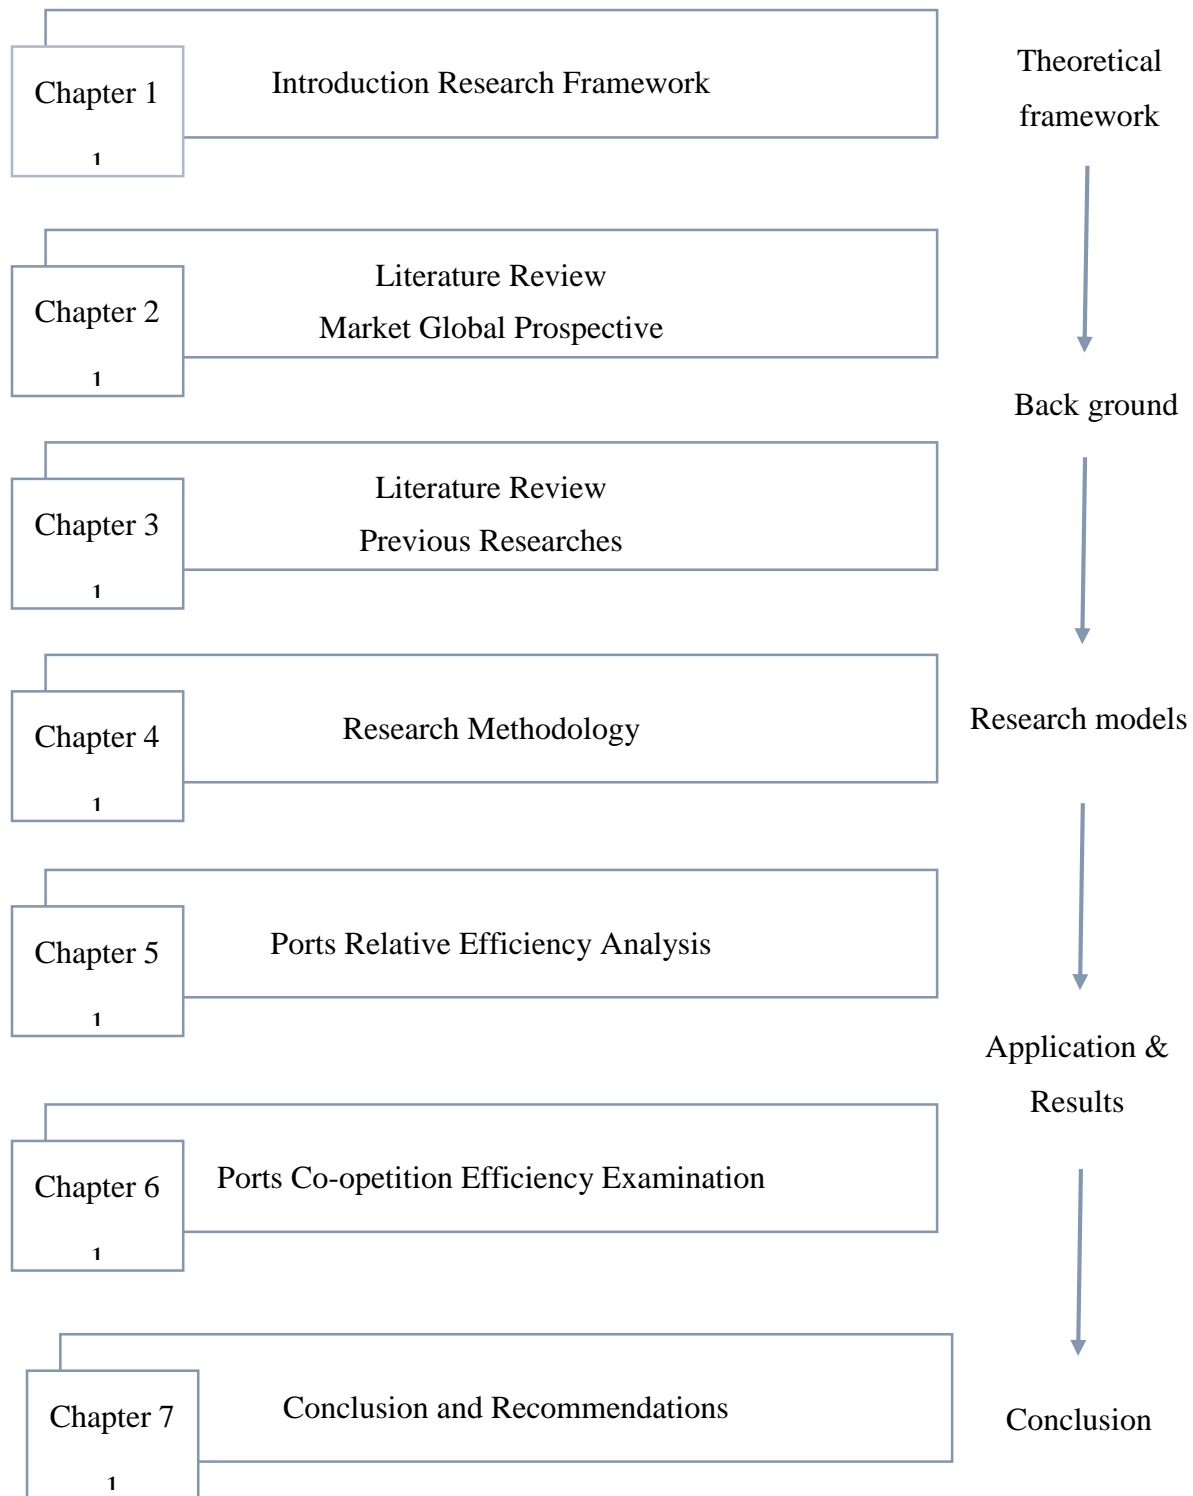 Chapter 1
1
Introduction Research Framework
Theoretical
framework
Chapter 2
1
Literature Review
Market Global Prospective
Back ground
Chapter 3
1
Literature Review
Previous Researches
Chapter 4
1
Research Methodology
Research models
Chapter 5
1
Ports Relative Efficiency Analysis
Application &
Results
Chapter 6
1
Ports Co-opetition Efficiency Examination
Chapter 7
1
Conclusion and Recommendations
Conclusion